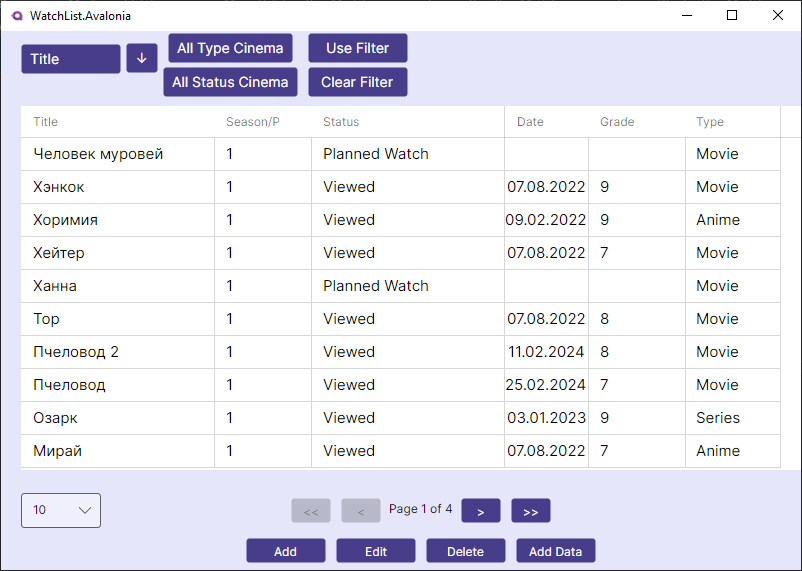 WatchList.Avalonia
Title ↓ All Type Cinema Use Filter
All Status Cinema Clear Filter
Title Season/P Status Date Grade Type
Человек муровей 1 Planned Watch Movie
Хэнкок 1 Viewed 07.08.2022 9 Movie
Хоримия 1 Viewed 09.02.2022 9 Anime
Хейтер 1 Viewed 07.08.2022 7 Movie
Ханна 1 Planned Watch Movie
Тор 1 Viewed 07.08.2022 8 Movie
Пчеловод 2 1 Viewed 11.02.2024 8 Movie
Пчеловод 1 Viewed 25.02.2024 7 Movie
Озарк 1 Viewed 03.01.2023 9 Series
Мирай 1 Viewed 07.08.2022 7 Anime
10 << < Page 1 of 4 > >>
Add Edit Delete Add Data